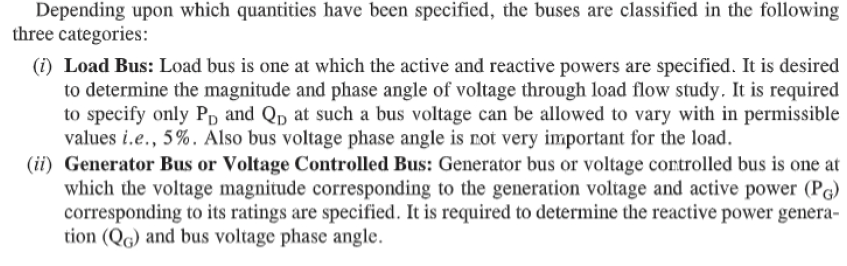 Depending upon which quantities have been specified, the buses are classified in the following
three categories:
(i) Load Bus: Load bus is one at which the active and reactive powers are specified. It is desired
to determine the magnitude and phase angle of voltage through load flow study. It is required
to specify only PD and QD at such a bus voltage can be allowed to vary with in permissible
values i.e., 5%. Also bus voltage phase angle is not very important for the load.
(ii) Generator Bus or Voltage Controlled Bus: Generator bus or voltage controlled bus is one at
which the voltage magnitude corresponding to the generation voltage and active power (PG)
corresponding to its ratings are specified. It is required to determine the reactive power genera-
tion (QG) and bus voltage phase angle.